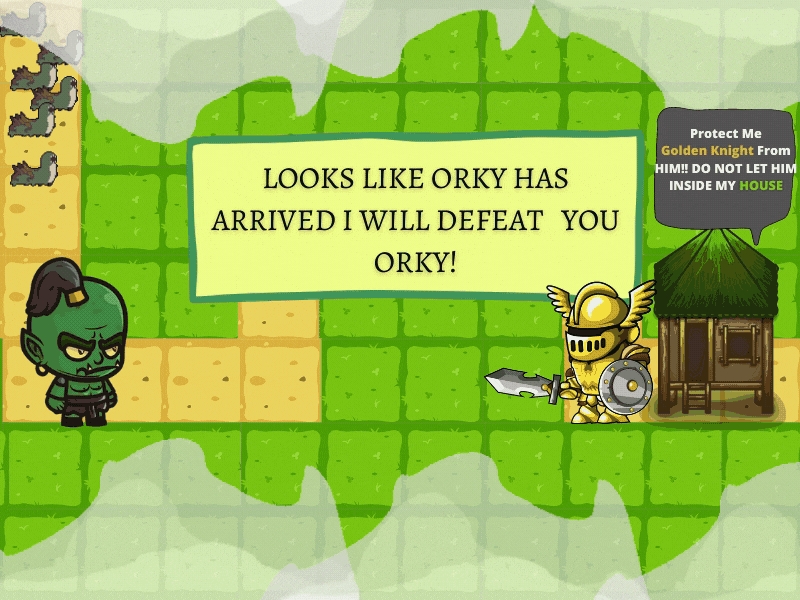 LOOKS LIKE ORKY HAS
ARRIVED I WILL DEFEAT YOU
ORKY!
Protect Me
Golden Knight From
HIM!! DO NOT LET HIM
INSIDE MY HOUSE